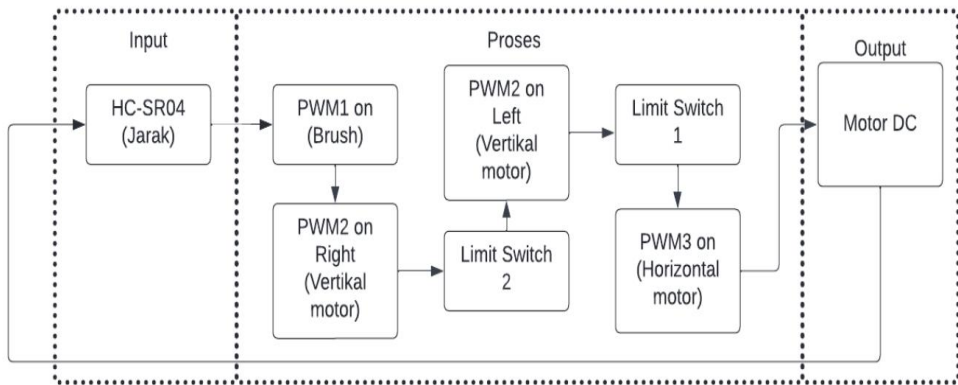 Input
Proses
Output
HC-SR04
(Jarak)
PWM1 on
(Brush)
PWM2 on
Right
(Vertikal
motor)
Limit Switch
2
PWM2 on
Left
(Vertikal
motor)
Limit Switch
1
PWM3 on
(Horizontal
motor)
Motor DC